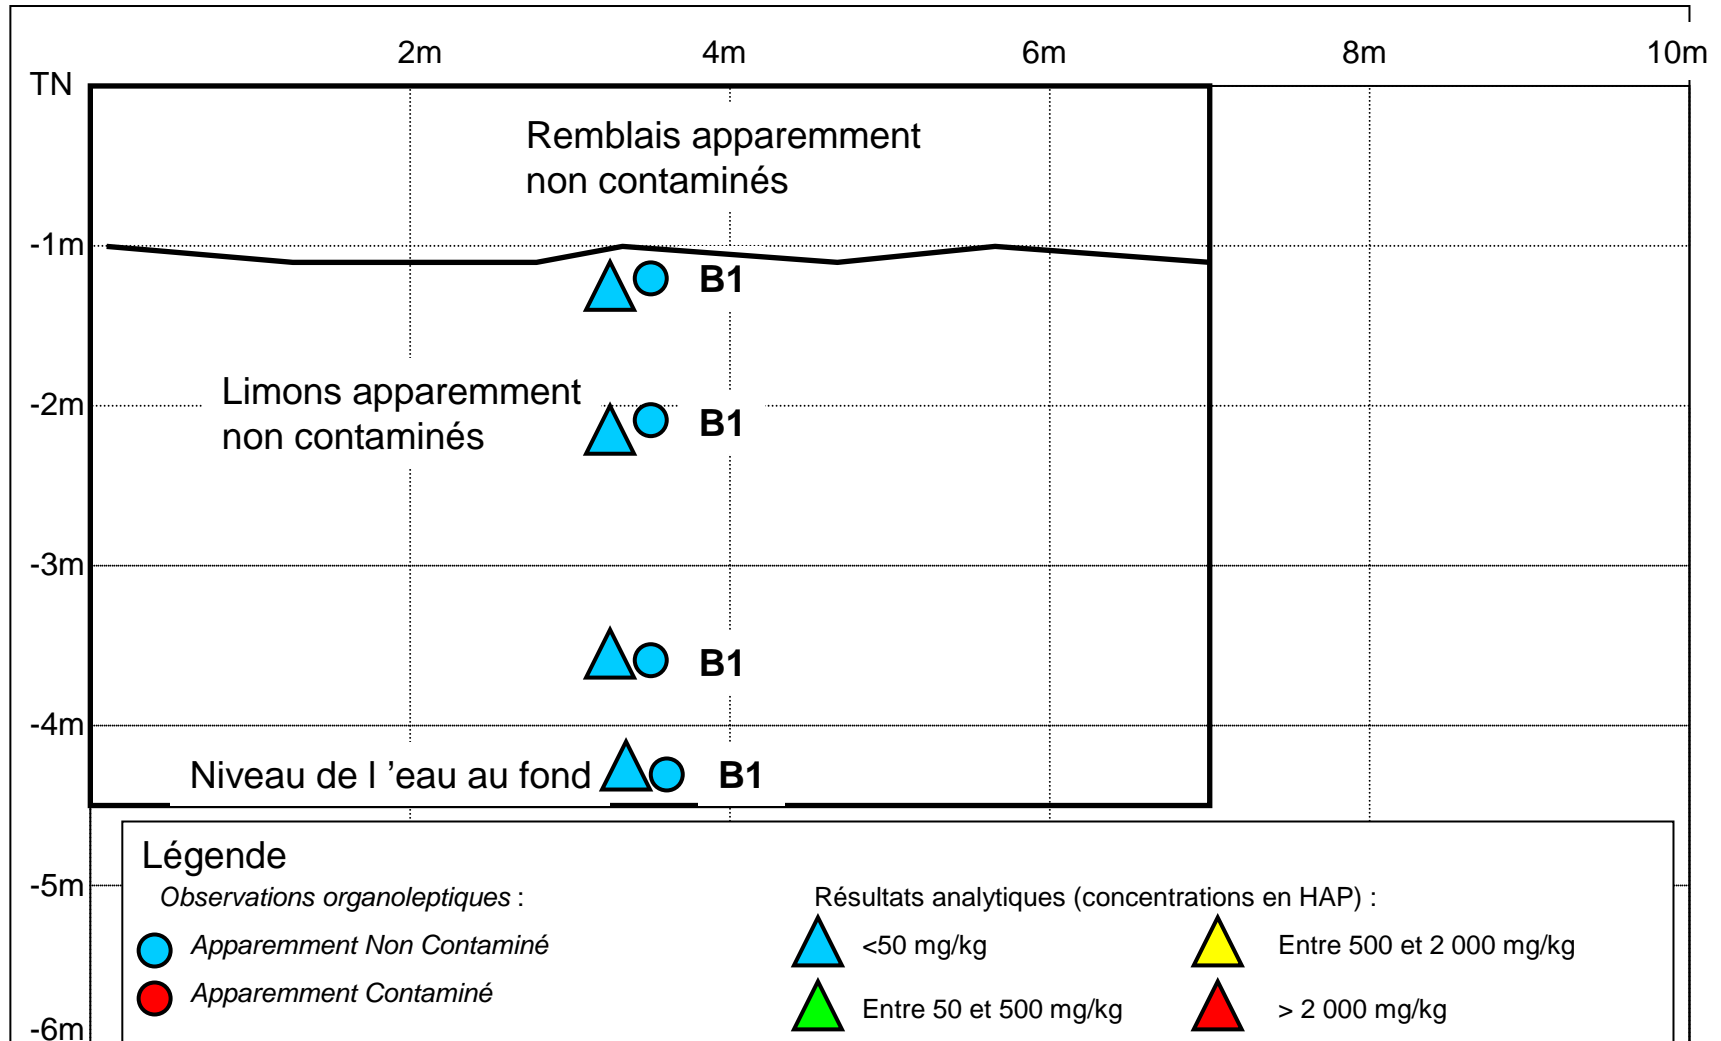 2m 4m 6m 8m 10m
TN
Remblais apparemment
non contaminés
-1m
B1
Limons apparemment
non contaminés
-2m
B1
-3m
B1
-4m
Niveau de l ’eau au fond B1
Légende
-5m
Observations organoleptiques :
Résultats analytiques (concentrations en HAP) :
Apparemment Non Contaminé
<50 mg/kg
Entre 500 et 2 000 mg/kg
Apparemment Contaminé
Entre 50 et 500 mg/kg
> 2 000 mg/kg
-6m